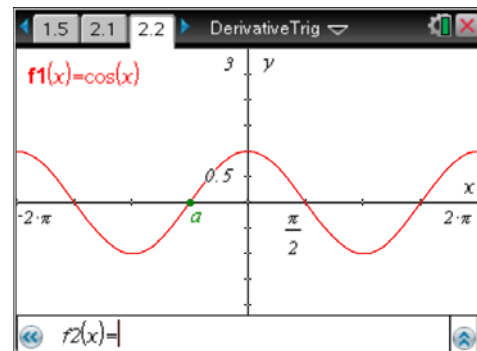 1.5 2.1 2.2 DerivativeTrig
f1(x)=cos(x)
3 y
0.5
x
-2·π a π/2 2·π
f2(x)=